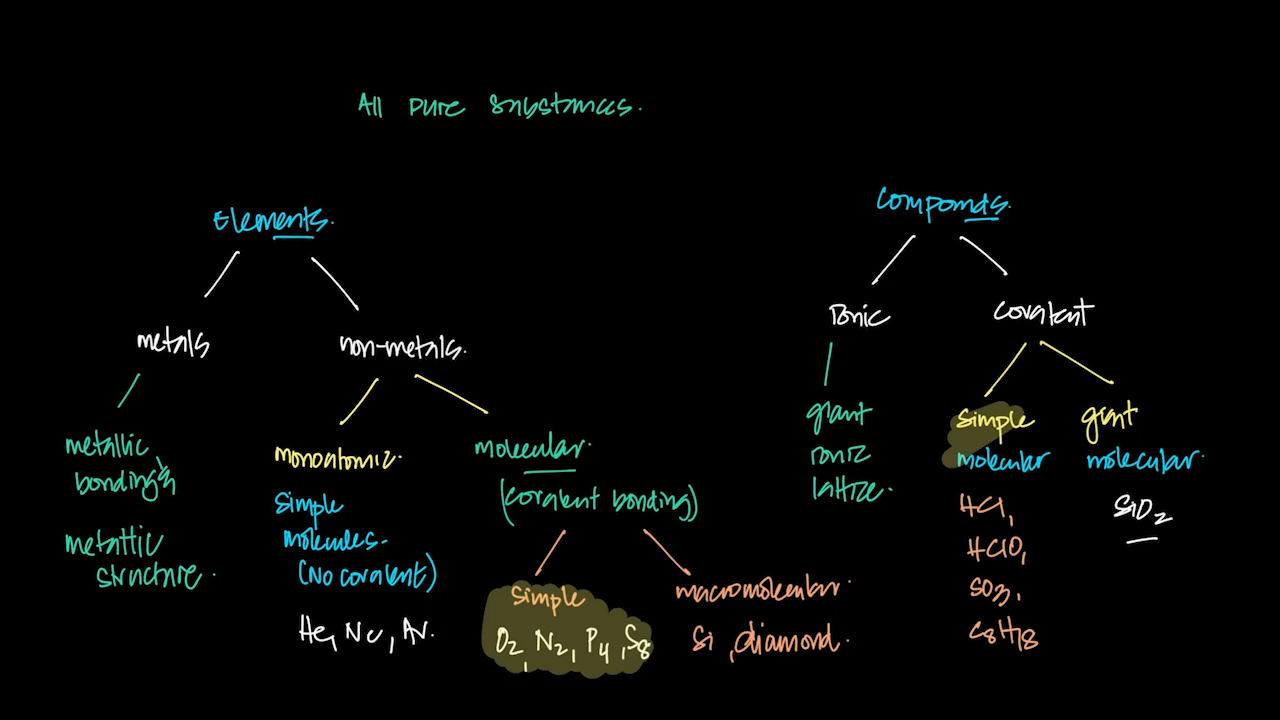 All pure substances.
Elements.
compounds.
metals
non-metals.
Ionic
covalent
metallic
bonding &
metallic
structure.
monoatomic.
simple
molecules.
(No covalent)
He, Ne, Ar.
molecular.
(covalent bonding)
simple
O2, N2, P4, S8
macromolecular.
Si, diamond.
giant
ionic
lattice.
simple
molecular
HCl,
HClO,
SO3,
C8H18
giant
molecular.
SiO2